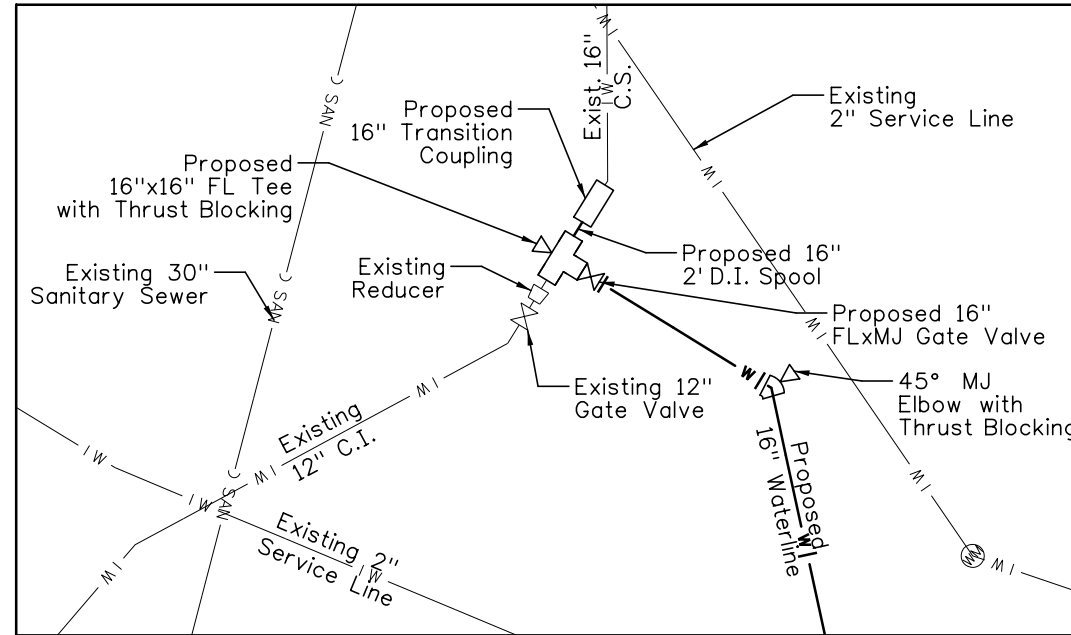 Exist. 16"
C.S.
Existing
2" Service Line
Proposed
16" Transition
Coupling
Proposed
16"x16" FL Tee
with Thrust Blocking
Existing 30"
Sanitary Sewer
Existing
Reducer
Proposed 16"
2' D.I. Spool
Proposed 16"
FLxMJ Gate Valve
Existing 12"
Gate Valve
45° MJ
Elbow with
Thrust Blocking
Existing
12" C.I.
Existing 2"
Service Line
Proposed
16" Waterline
SAN
SAN
SAN
W
W
W
W
W
W
W
W
W
W
W
W
W
W